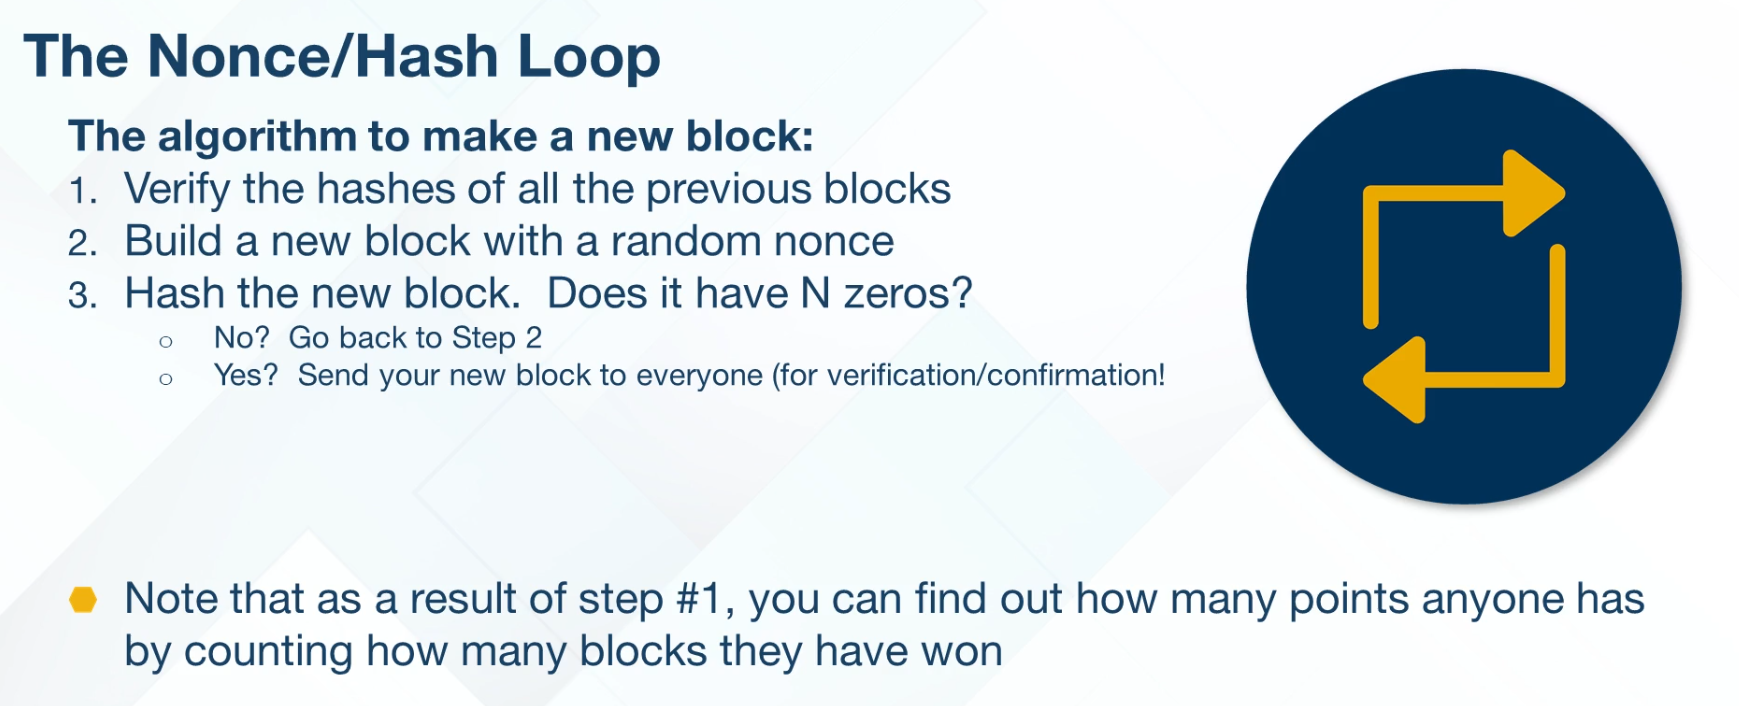 The Nonce/Hash Loop
The algorithm to make a new block:
1. Verify the hashes of all the previous blocks
2. Build a new block with a random nonce
3. Hash the new block.  Does it have N zeros?
○ No?  Go back to Step 2
○ Yes?  Send your new block to everyone (for verification/confirmation!
Note that as a result of step #1, you can find out how many points anyone has
by counting how many blocks they have won